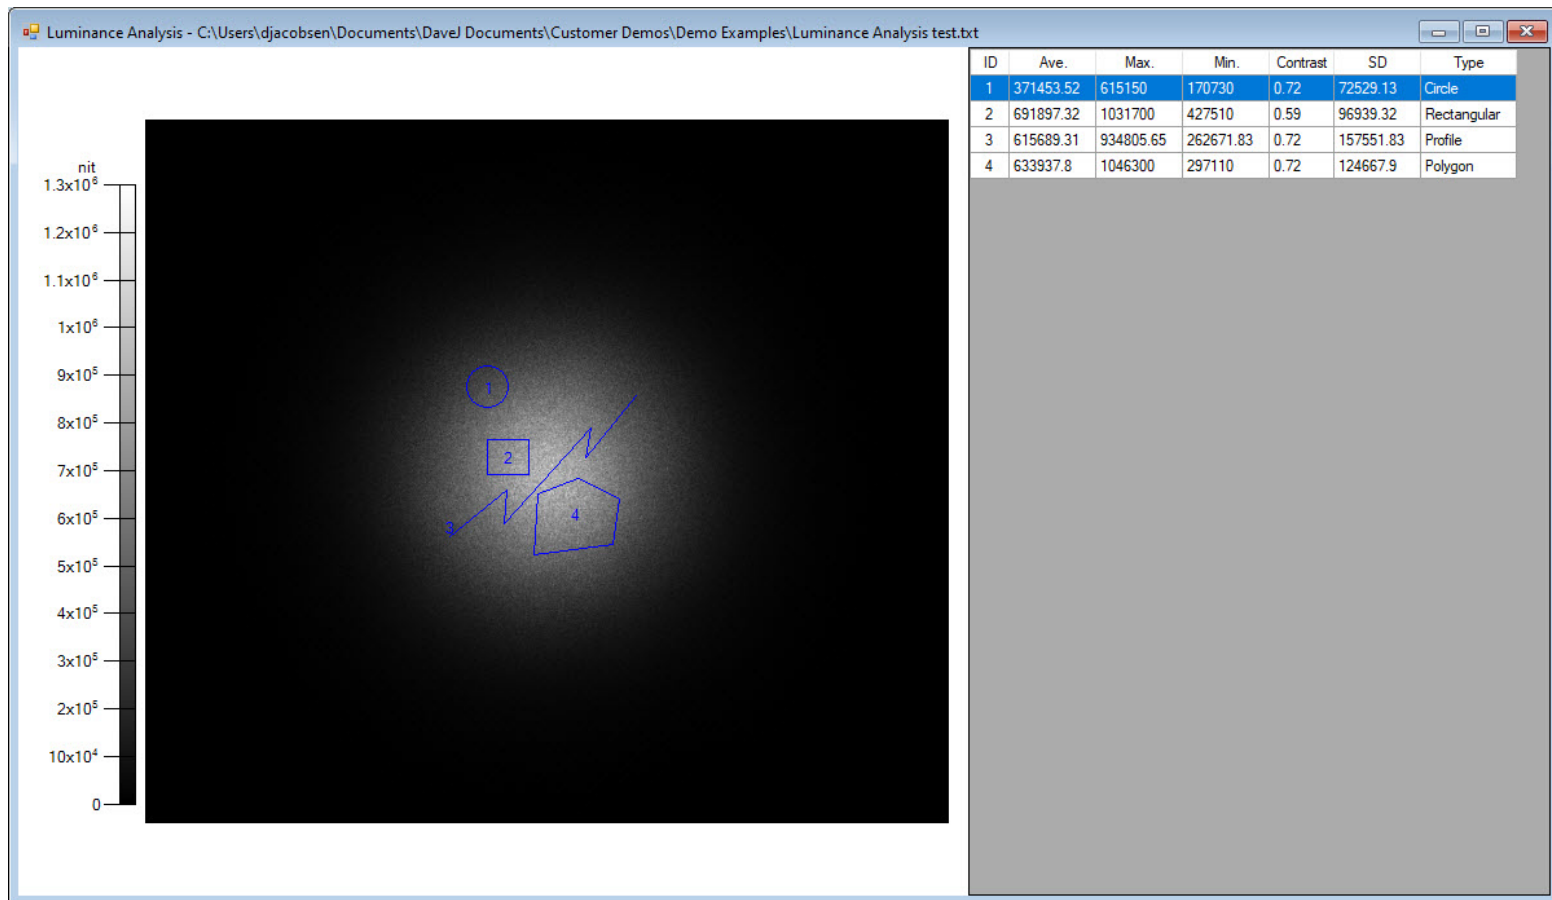 Luminance Analysis - C:\Users\djacobsen\Documents\DaveJ Documents\Customer Demos\Demo Examples\Luminance Analysis test.txt
nit
1.3x10⁶
1.2x10⁶
1.1x10⁶
1x10⁶
9x10⁵
8x10⁵
7x10⁵
6x10⁵
5x10⁵
4x10⁵
3x10⁵
2x10⁵
10x10⁴
0
1
2
3
4
ID Ave. Max. Min. Contrast SD Type
1 371453.52 615150 170730 0.72 72529.13 Circle
2 691897.32 1031700 427510 0.59 96939.32 Rectangular
3 615689.31 934805.65 262671.83 0.72 157551.83 Profile
4 633937.8 1046300 297110 0.72 124667.9 Polygon